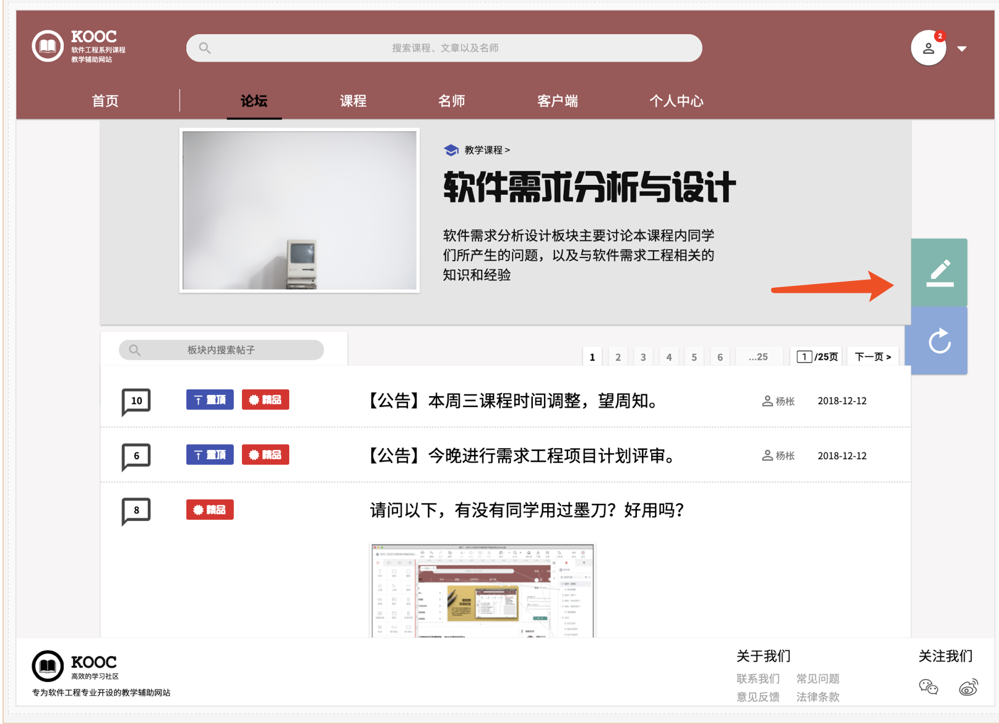 KOOC
软件工程系列课程
教学辅助网站
搜索课程、文章以及名师
2
首页
论坛
课程
名师
客户端
个人中心
教学课程 >
软件需求分析与设计
软件需求分析设计板块主要讨论本课程内同学
们所产生的问题，以及与软件需求工程相关的
知识和经验
板块内搜索帖子
1 2 3 4 5 6 ...25 1 /25页 下一页 >
10 置顶 精品 【公告】本周三课程时间调整，望周知。 杨枨 2018-12-12
6 置顶 精品 【公告】今晚进行需求工程项目计划评审。 杨枨 2018-12-12
8 精品 请问以下，有没有同学用过墨刀？好用吗？
KOOC
高效的学习社区
专为软件工程专业开设的教学辅助网站
关于我们
联系我们 常见问题
意见反馈 法律条款
关注我们